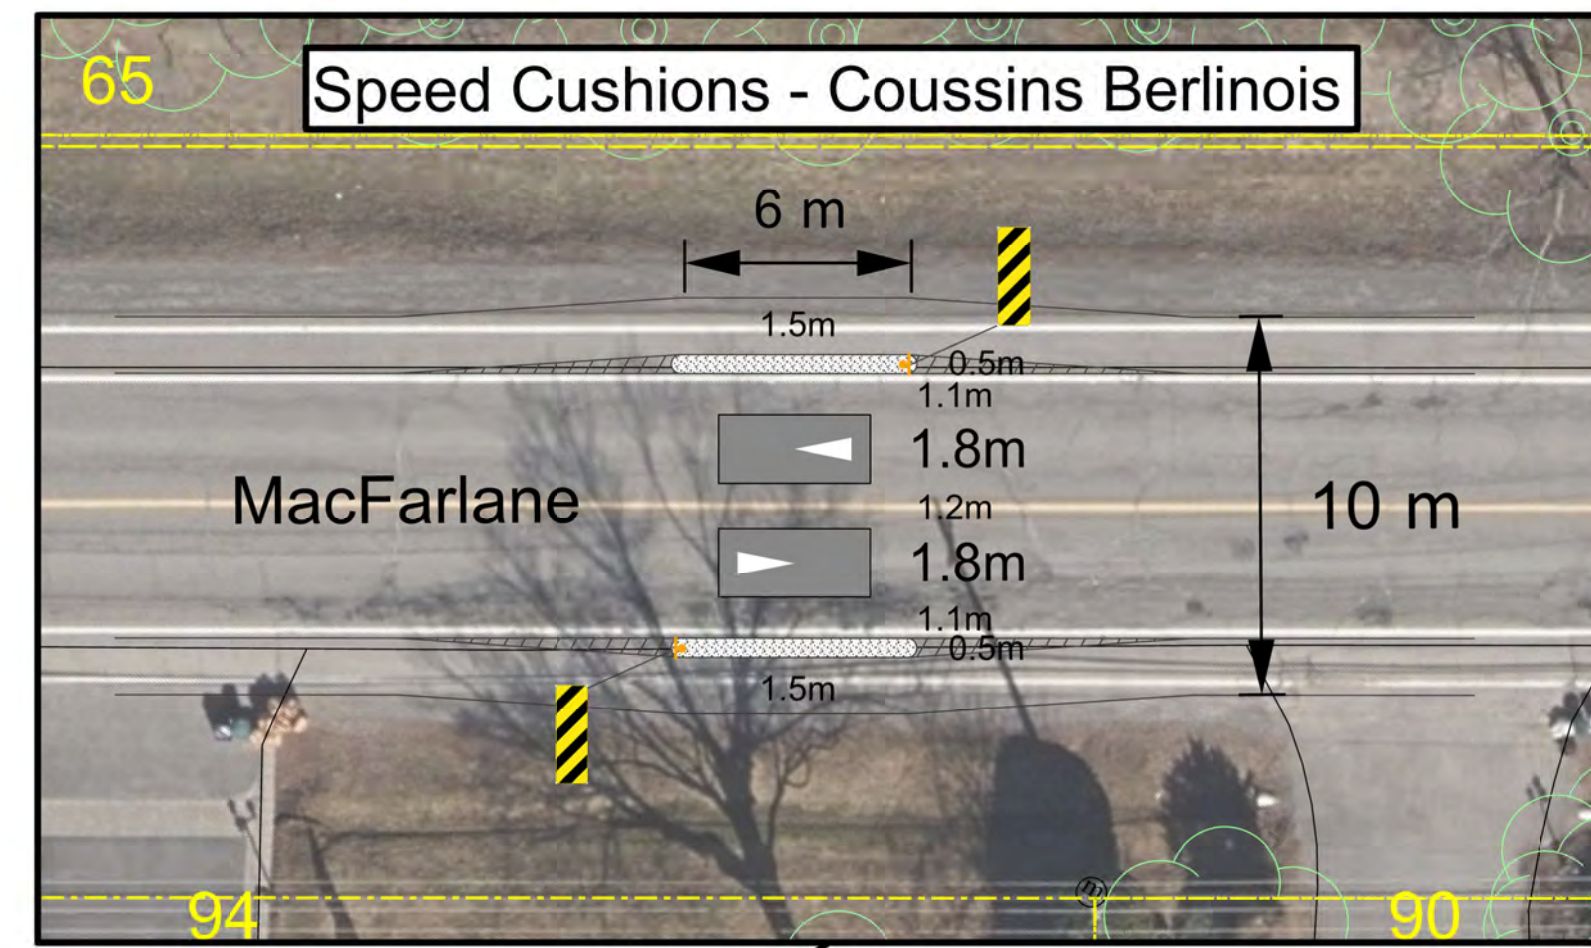 65
Speed Cushions - Coussins Berlinois
6 m
1.5m
0.5m
1.1m
1.8m
MacFarlane
1.2m
10 m
1.8m
1.1m
0.5m
1.5m
m
94
90